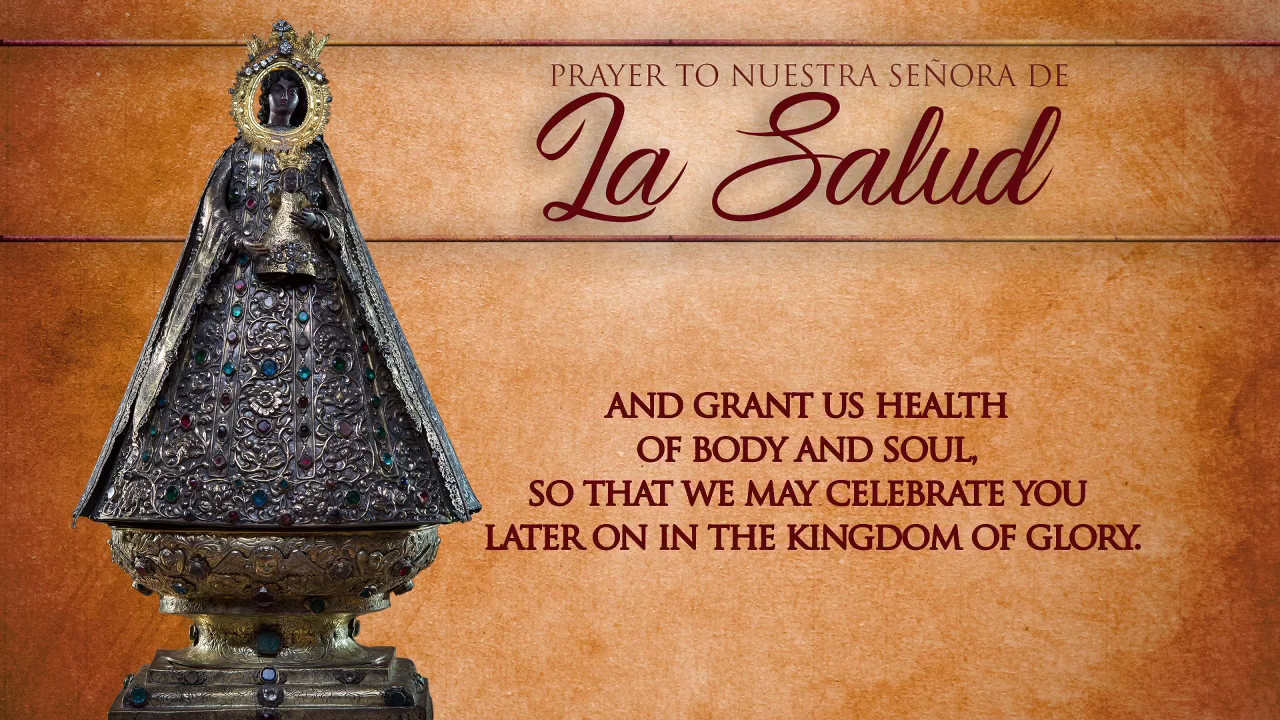 PRAYER TO NUESTRA SEÑORA DE
La Salud
AND GRANT US HEALTH
OF BODY AND SOUL,
SO THAT WE MAY CELEBRATE YOU
LATER ON IN THE KINGDOM OF GLORY.